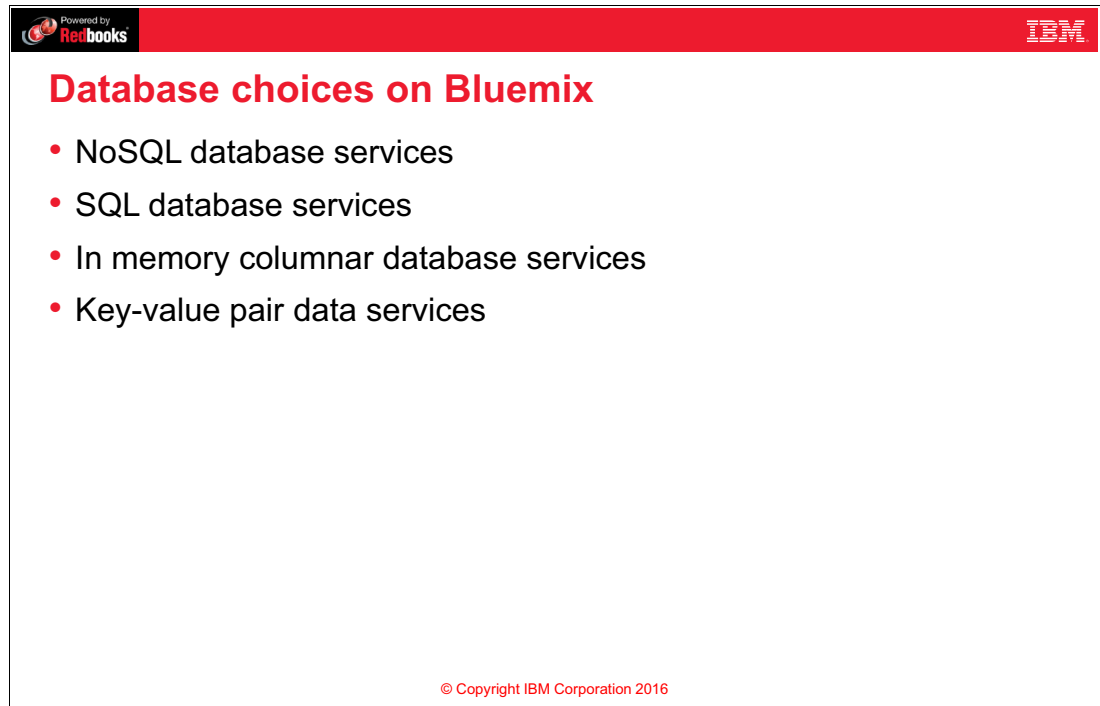 Powered by
Redbooks
IBM
Database choices on Bluemix
• NoSQL database services
• SQL database services
• In memory columnar database services
• Key-value pair data services
© Copyright IBM Corporation 2016